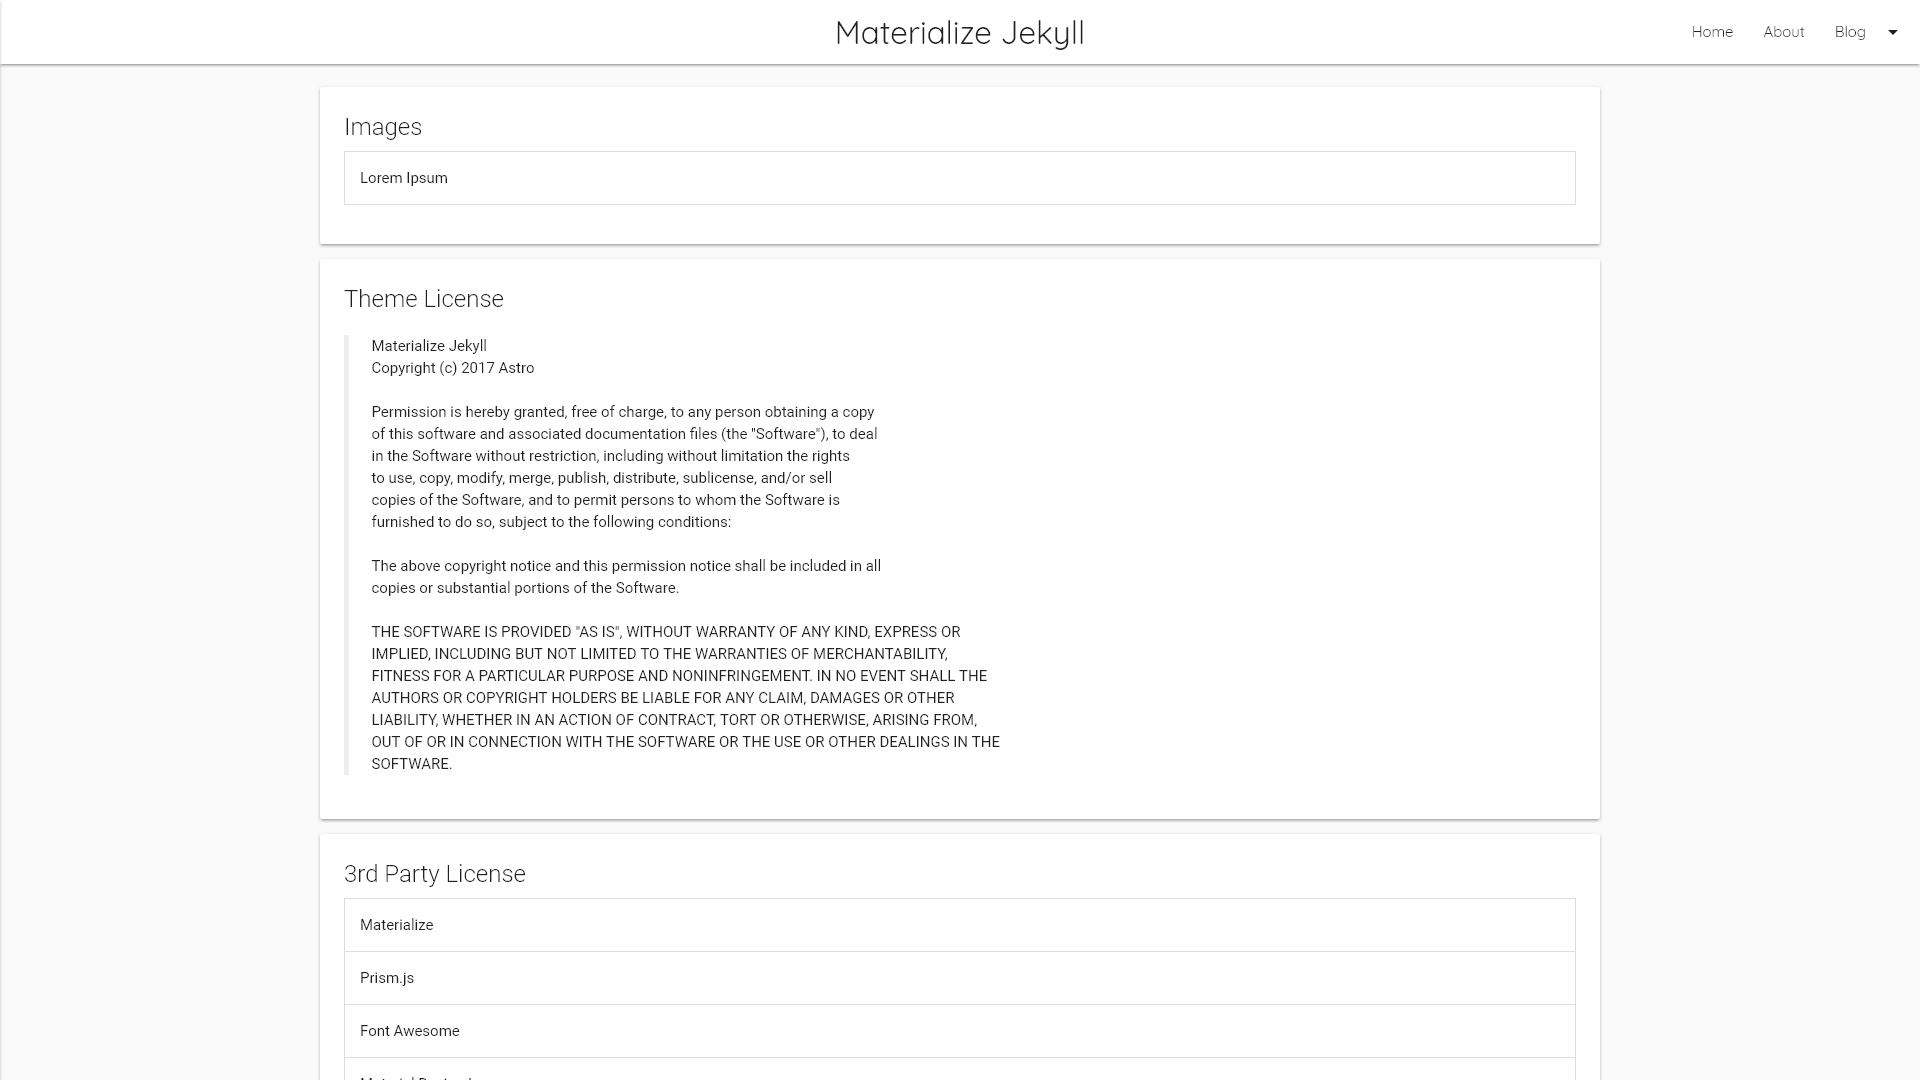 Materialize Jekyll
Home About Blog
Images
Lorem Ipsum
Theme License
Materialize Jekyll
Copyright (c) 2017 Astro
Permission is hereby granted, free of charge, to any person obtaining a copy
of this software and associated documentation files (the "Software"), to deal
in the Software without restriction, including without limitation the rights
to use, copy, modify, merge, publish, distribute, sublicense, and/or sell
copies of the Software, and to permit persons to whom the Software is
furnished to do so, subject to the following conditions:
The above copyright notice and this permission notice shall be included in all
copies or substantial portions of the Software.
THE SOFTWARE IS PROVIDED "AS IS", WITHOUT WARRANTY OF ANY KIND, EXPRESS OR
IMPLIED, INCLUDING BUT NOT LIMITED TO THE WARRANTIES OF MERCHANTABILITY,
FITNESS FOR A PARTICULAR PURPOSE AND NONINFRINGEMENT. IN NO EVENT SHALL THE
AUTHORS OR COPYRIGHT HOLDERS BE LIABLE FOR ANY CLAIM, DAMAGES OR OTHER
LIABILITY, WHETHER IN AN ACTION OF CONTRACT, TORT OR OTHERWISE, ARISING FROM,
OUT OF OR IN CONNECTION WITH THE SOFTWARE OR THE USE OR OTHER DEALINGS IN THE
SOFTWARE.
3rd Party License
Materialize
Prism.js
Font Awesome